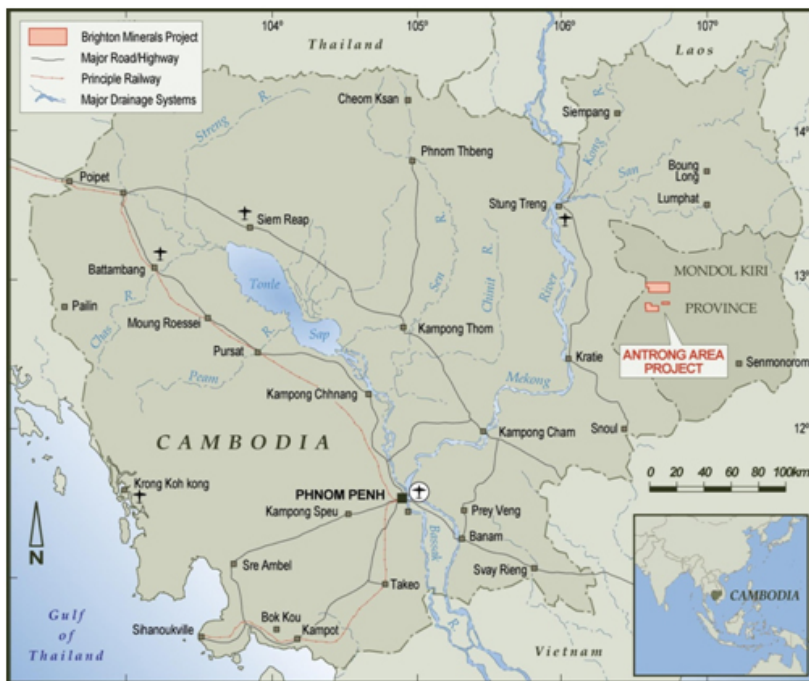 104°
105°
106°
107°
Brighton Minerals Project
Major Road/Highway
Principle Railway
Major Drainage Systems
Thailand
Laos
Cheom Ksan
Siempang
Streng R.
Kong R.
14°
Phnom Thbeng
San
Boung
Long
Poipet
Stung Treng
Lumphat
Siem Reap
R.
Sen
Chinit R.
River
13°
Battambang
MONDOL KIRI
PROVINCE
Tonle
Sap
Pailin
Chas R.
Moung Roessei
Kampong Thom
ANTRONG AREA
PROJECT
Pursat
R.
Peam
Kratie
Senmonorom
Mekong
Kampong Chhnang
CAMBODIA
Kampong Cham
Snoul
12°
0 20 40 60 80 100km
Krong Koh kong
PHNOM PENH
Kampong Speu
Prey Veng
N
Banam
Bassak
R.
Sre Ambel
Svay Rieng
Takeo
CAMBODIA
Gulf
of
Thailand
Bok Kou
Sihanoukville
Kampot
Vietnam